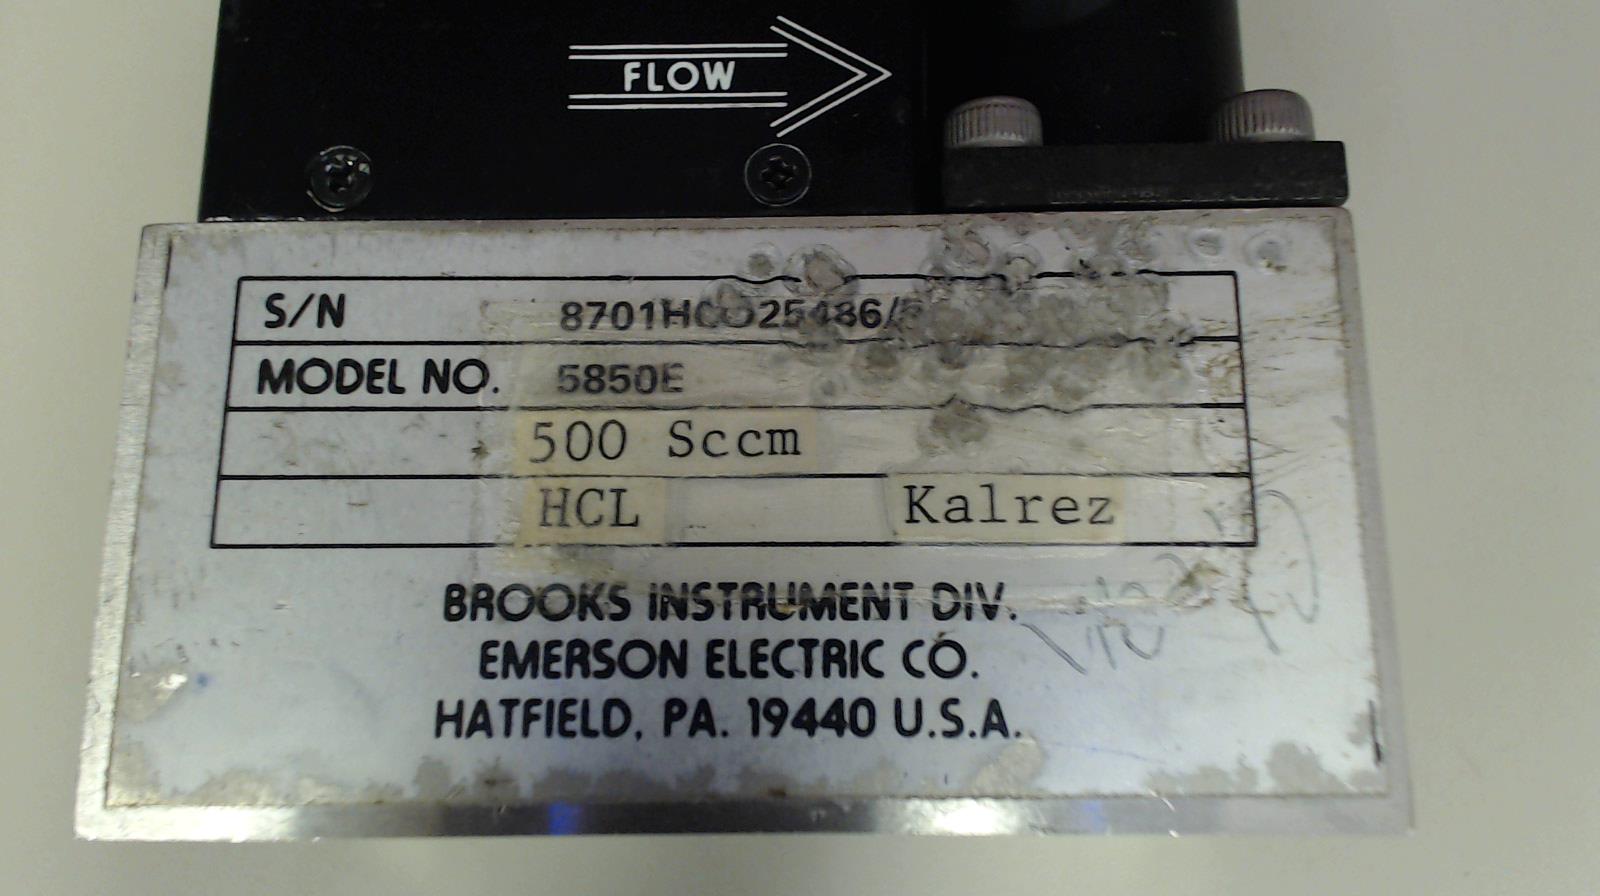 FLOW
S/N
MODEL NO. 5850E
500 Sccm
HCL Kalrez
BROOKS INSTRUMENT DIV.
EMERSON ELECTRIC CO.
HATFIELD, PA. 19440 U.S.A.